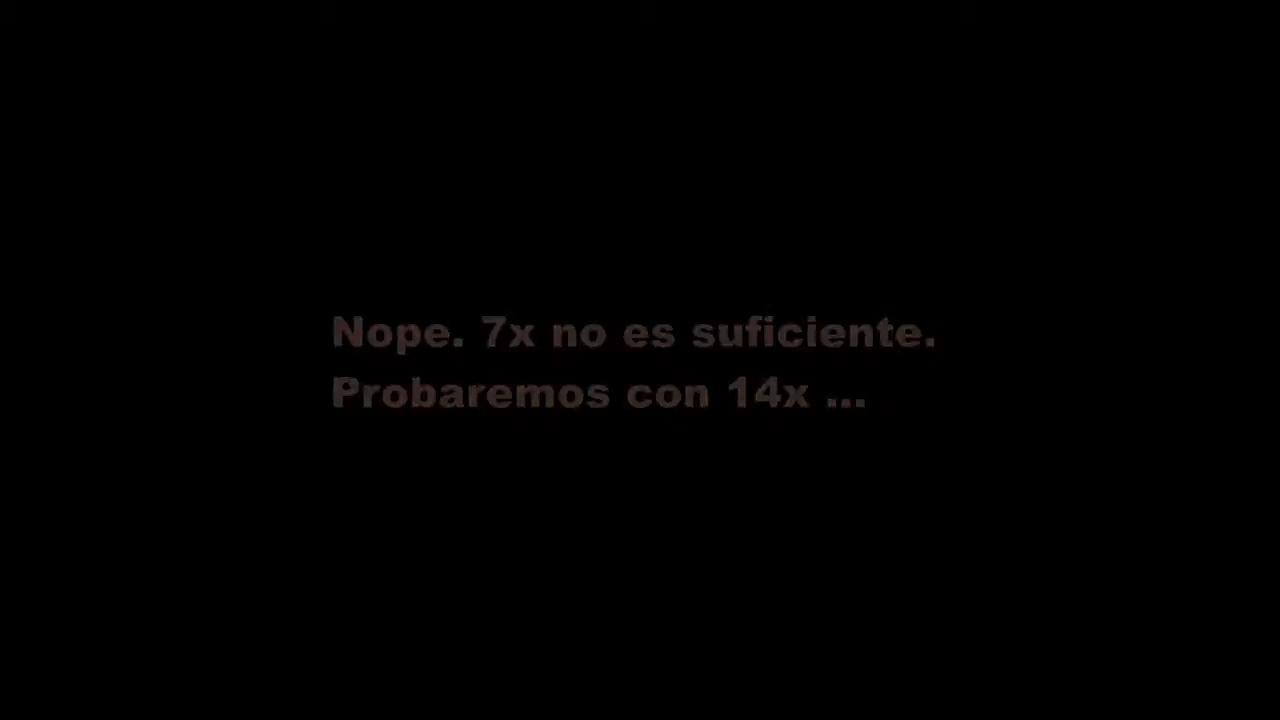 Nope. 7x no es suficiente.
Probaremos con 14x ...